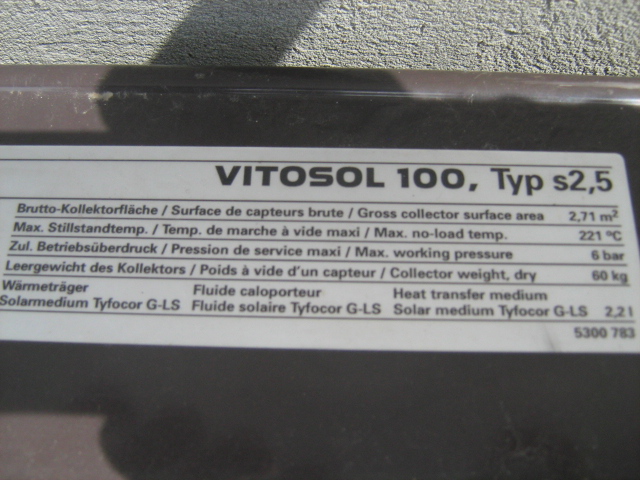 VITOSOL 100, Typ s2,5
Brutto-Kollektorfläche / Surface de capteurs brute / Gross collector surface area 2,71 m²
Max. Stillstandtemp. / Temp. de marche à vide maxi / Max. no-load temp. 221 ºC
Zul. Betriebsüberdruck / Pression de service maxi / Max. working pressure 6 bar
Leergewicht des Kollektors / Poids à vide d'un capteur / Collector weight, dry 60 kg
Wärmeträger Fluide caloporteur Heat transfer medium
Solarmedium Tyfocor G-LS Fluide solaire Tyfocor G-LS Solar medium Tyfocor G-LS 2,2 l
5300 783